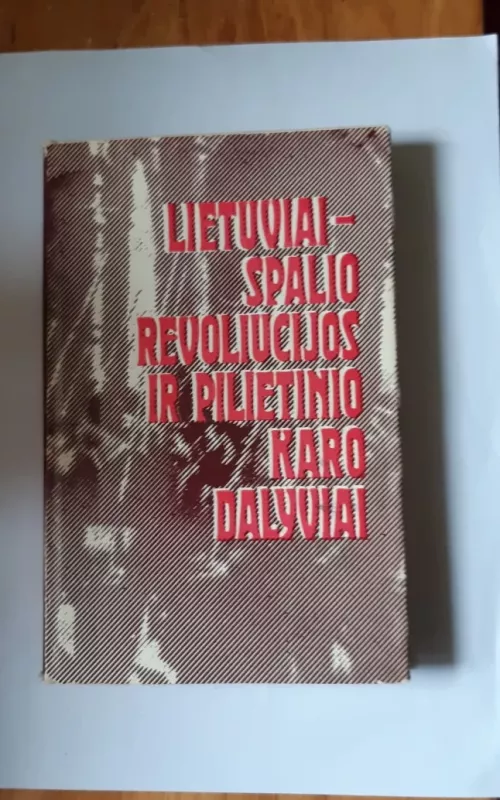 LIETUVIAI–
SPALIO
REVOLIUCIJOS
IR PILIETINIO
KARO
DALYVIAI